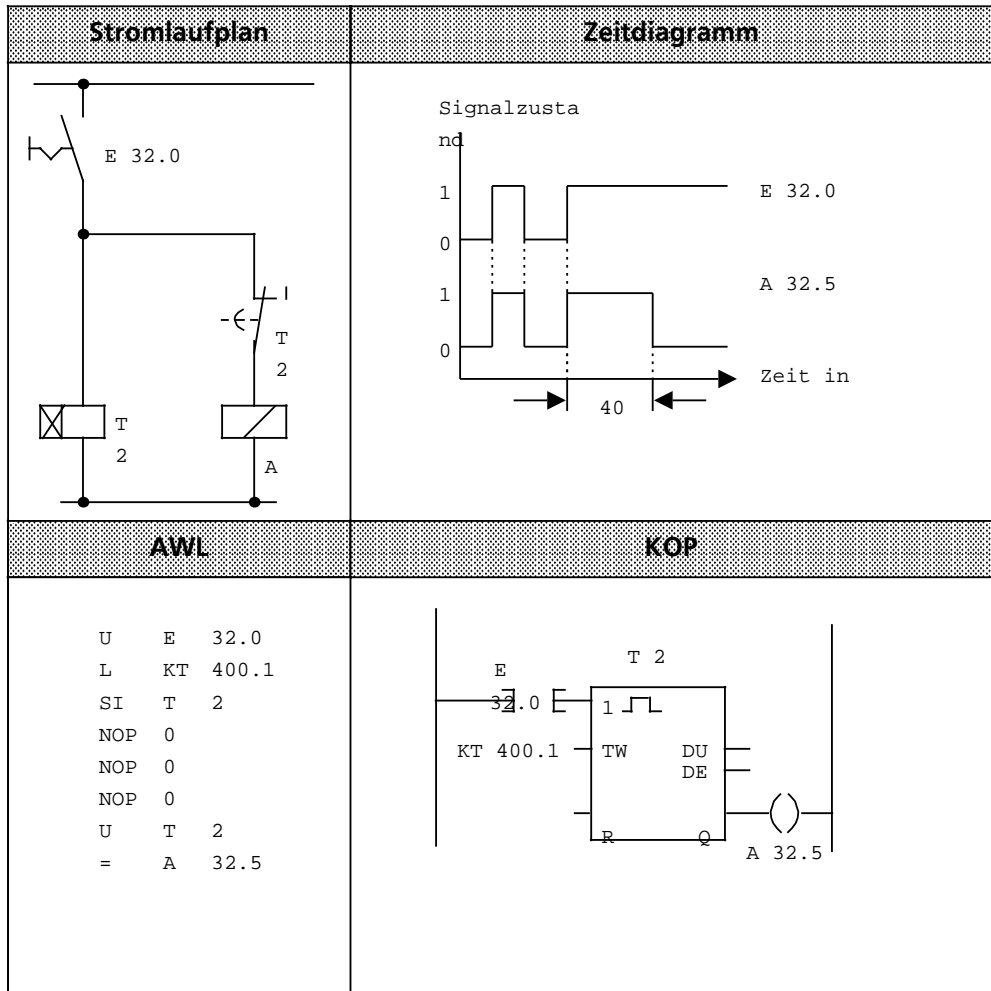 Stromlaufplan
Zeitdiagramm
E 32.0
T
2
T
2
A
Signalzusta
nd
1
0
E 32.0
1
0
A 32.5
Zeit in
40
AWL
KOP
U E 32.0
L KT 400.1
SI T 2
NOP 0
NOP 0
NOP 0
U T 2
= A 32.5
E
32.0
T 2
1
KT 400.1
TW
DU
DE
R
Q
A 32.5